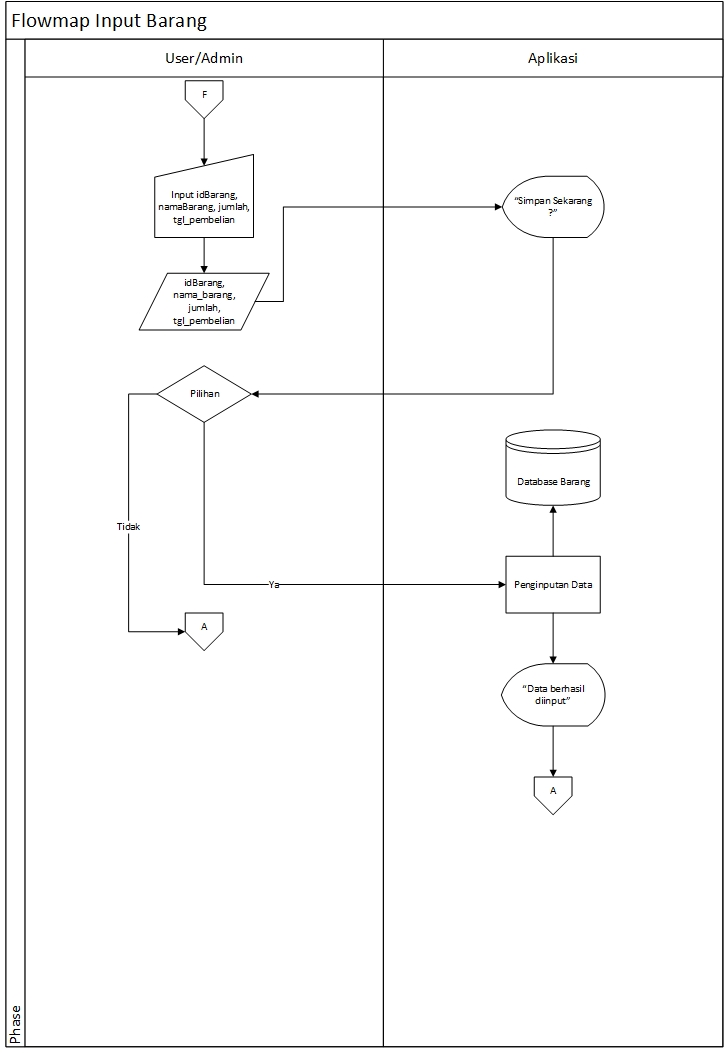 Flowmap Input Barang
User/Admin
Aplikasi
F
Input idBarang,
namaBarang, jumlah,
tgl_pembelian
“Simpan Sekarang
?”
idBarang,
nama_barang,
jumlah,
tgl_pembelian
Pilihan
Database Barang
Tidak
Ya
Penginputan Data
A
“Data berhasil
diinput”
A
Phase